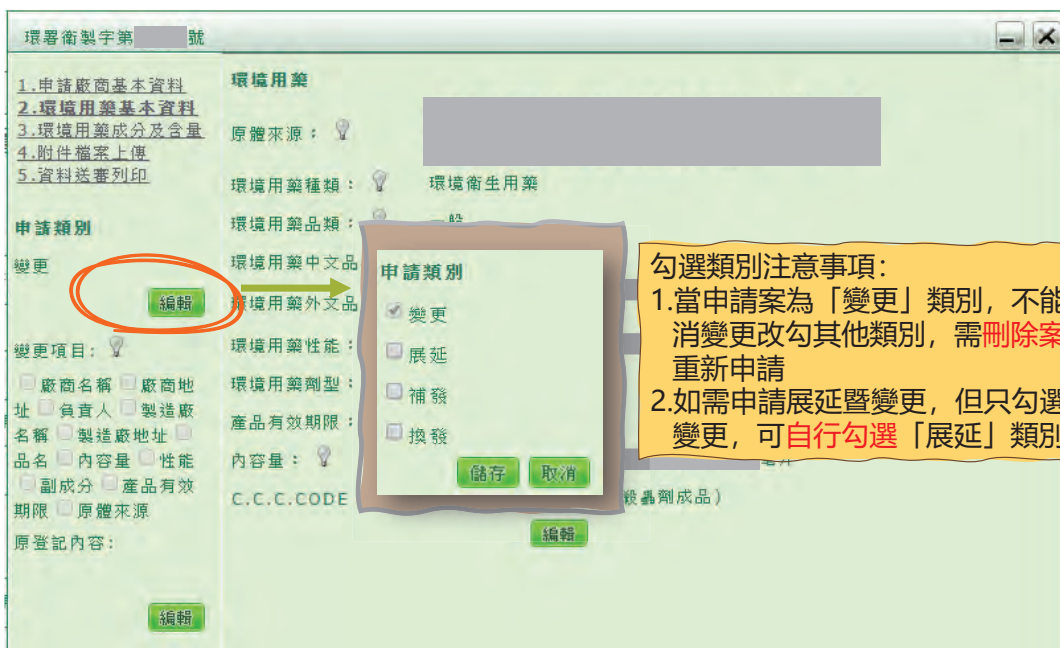 環署衛製字第 號
1.申請廠商基本資料
2.環境用藥基本資料
3.環境用藥成分及含量
4.附件檔案上傳
5.資料送審列印
申請類別
變更
編輯
變更項目：
廠商名稱 廠商地
址 負責人 製造廠
名稱 製造廠地址
品名 內容量 性能
副成分 產品有效
期限 原體來源
原登記內容：
編輯
環境用藥
原體來源：
環境用藥種類： 環境衛生用藥
環境用藥品類： 一般
環境用藥中文品
環境用藥外文品
環境用藥性能：
環境用藥劑型：
產品有效期限：
內容量：
C.C.C.CODE 殺蟲劑成品）
編輯
申請類別
變更
展延
補發
換發
儲存 取消
勾選類別注意事項：
1.當申請案為「變更」類別，不能
消變更改勾其他類別，需刪除案
重新申請
2.如需申請展延暨變更，但只勾選
變更，可自行勾選「展延」類別